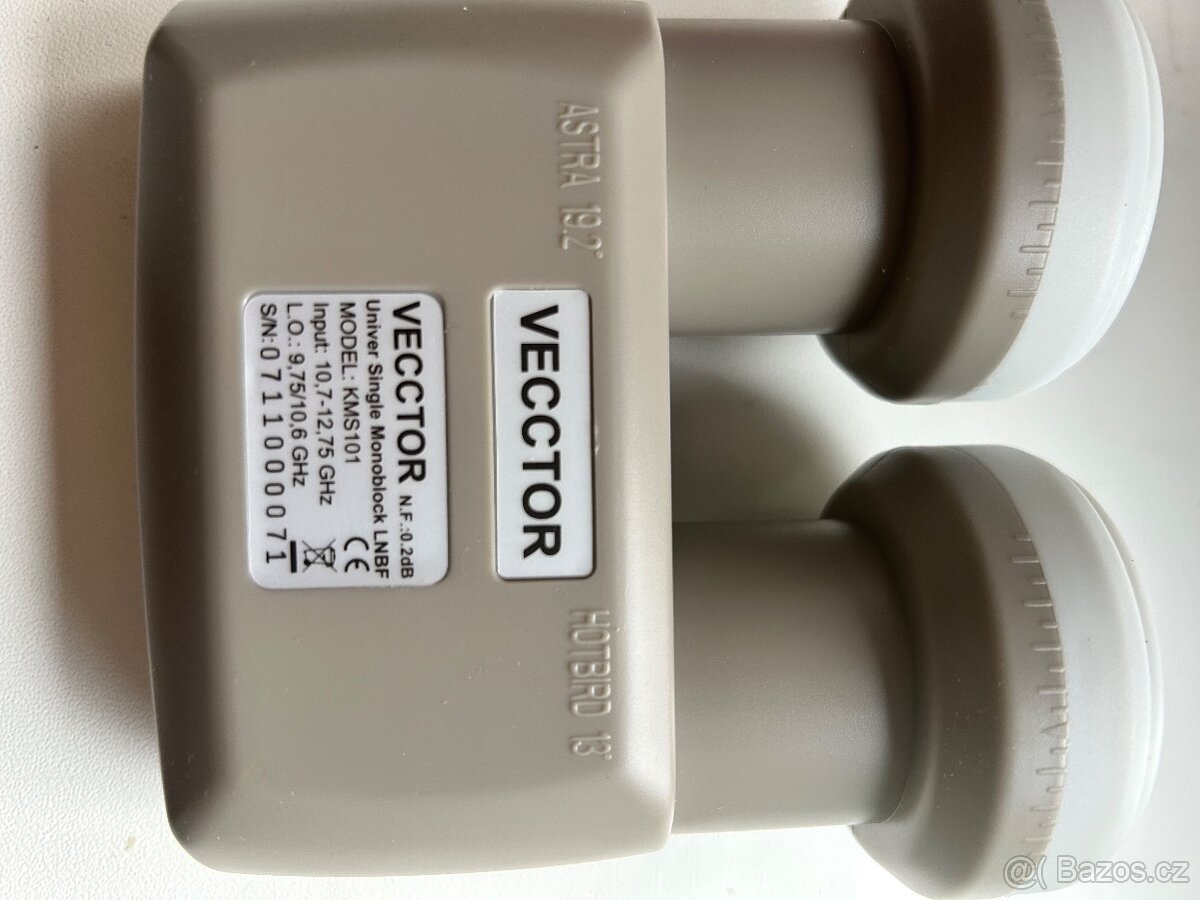 ASTRA 19.2°
HOTBIRD 13°
VECCTOR
VECCTOR N.F.:0.2dB
Univer Single Monoblock LNBF
MODEL: KMS101
Input: 10,7-12,75 GHz
L.O.: 9,75/10,6 GHz
S/N: 0711000071
CE
@( Bazos.cz